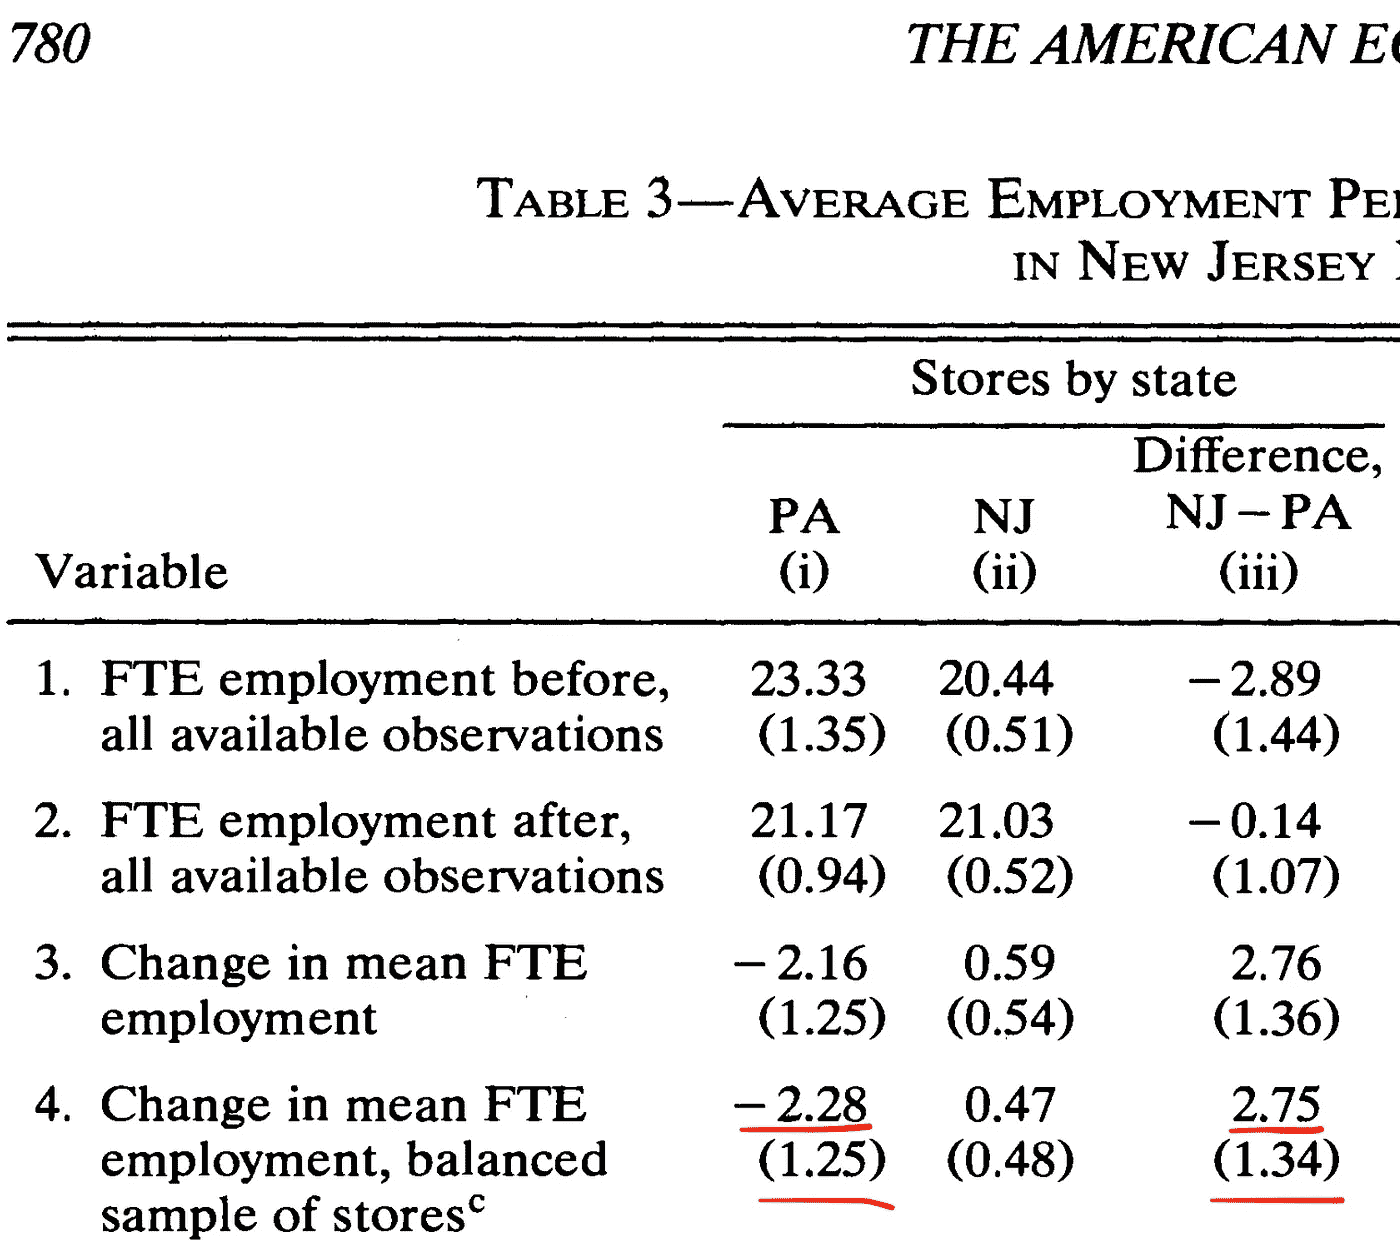 780 THE AMERICAN
TABLE 3—AVERAGE EMPLOYMENT
IN NEW JERSEY
Stores by state
Difference,
PA NJ NJ − PA
Variable (i) (ii) (iii)
1. FTE employment before, 23.33 20.44 −2.89
all available observations (1.35) (0.51) (1.44)
2. FTE employment after, 21.17 21.03 −0.14
all available observations (0.94) (0.52) (1.07)
3. Change in mean FTE −2.16 0.59 2.76
employment (1.25) (0.54) (1.36)
4. Change in mean FTE −2.28 0.47 2.75
employment, balanced (1.25) (0.48) (1.34)
sample of storesᶜ